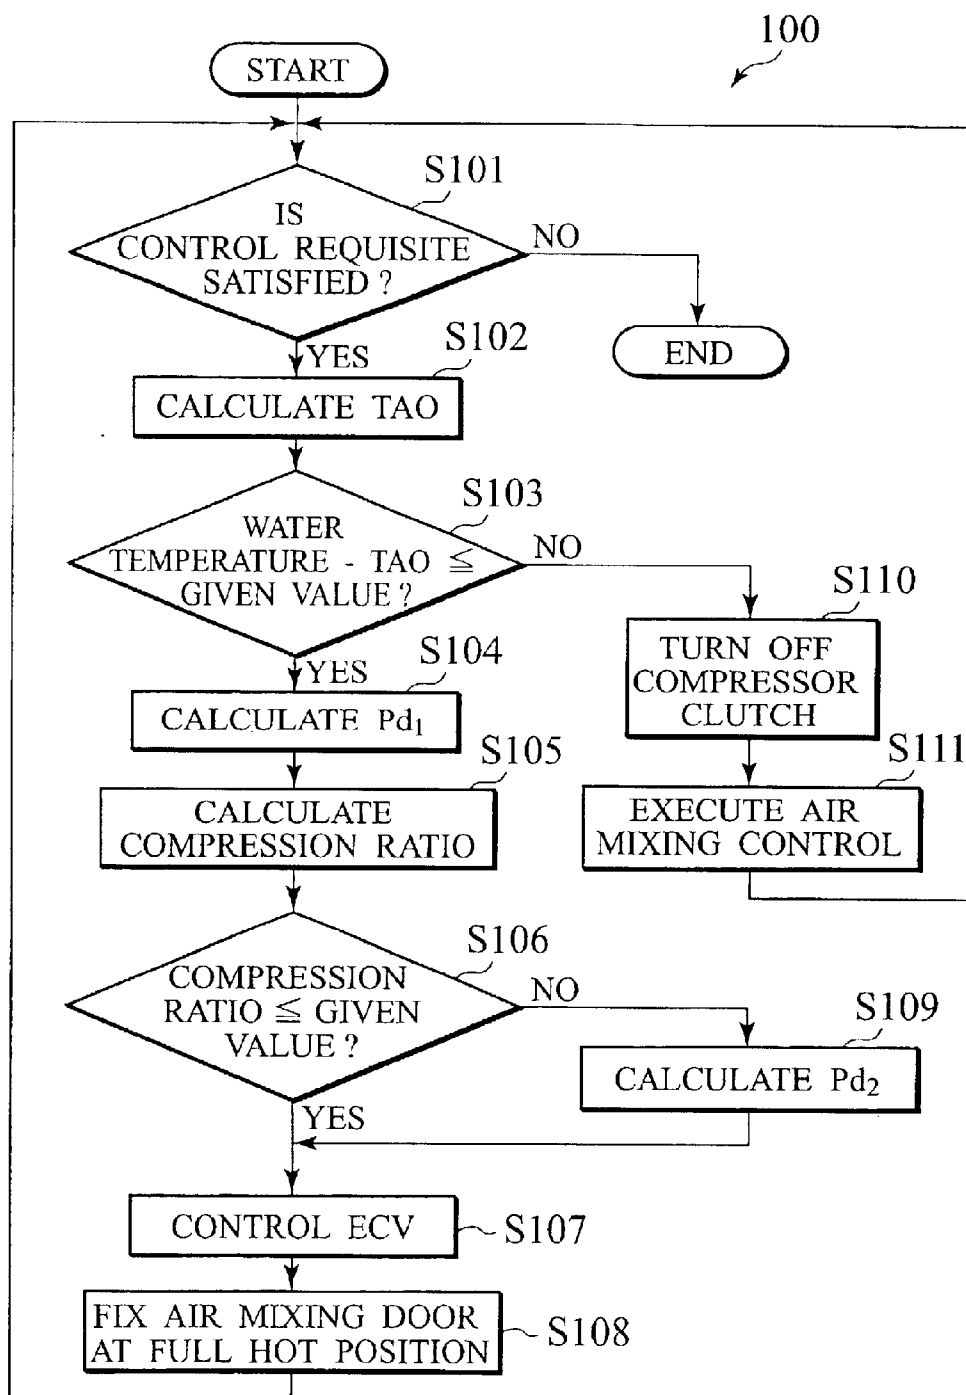 100
START
S101
IS
CONTROL REQUISITE
SATISFIED ?
NO
YES
END
S102
CALCULATE TAO
S103
WATER
TEMPERATURE - TAO ≦
GIVEN VALUE ?
NO
YES
S104
CALCULATE Pd1
S110
TURN OFF
COMPRESSOR
CLUTCH
S105
CALCULATE
COMPRESSION RATIO
S111
EXECUTE AIR
MIXING CONTROL
S106
COMPRESSION
RATIO ≦ GIVEN
VALUE ?
NO
YES
S109
CALCULATE Pd2
CONTROL ECV
S107
FIX AIR MIXING DOOR
AT FULL HOT POSITION
S108